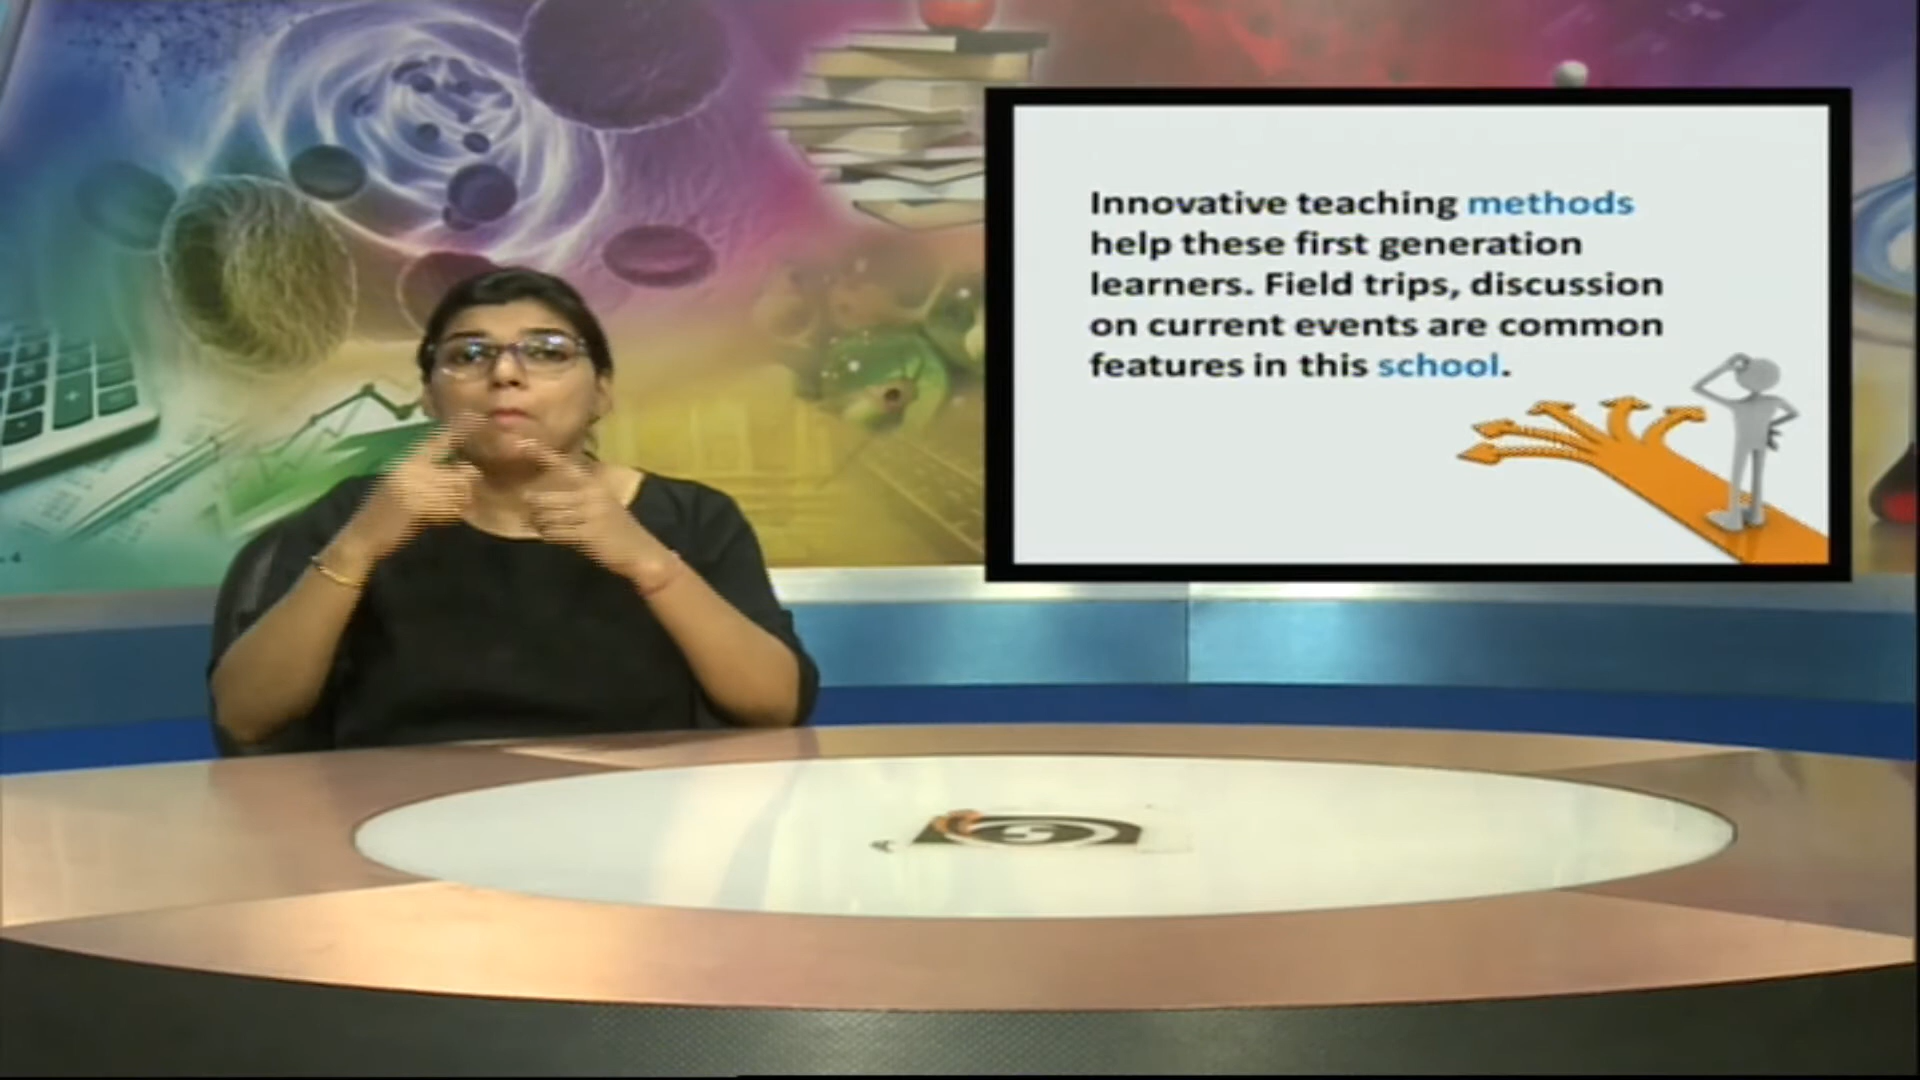 Innovative teaching methods
help these first generation
learners. Field trips, discussion
on current events are common
features in this school.